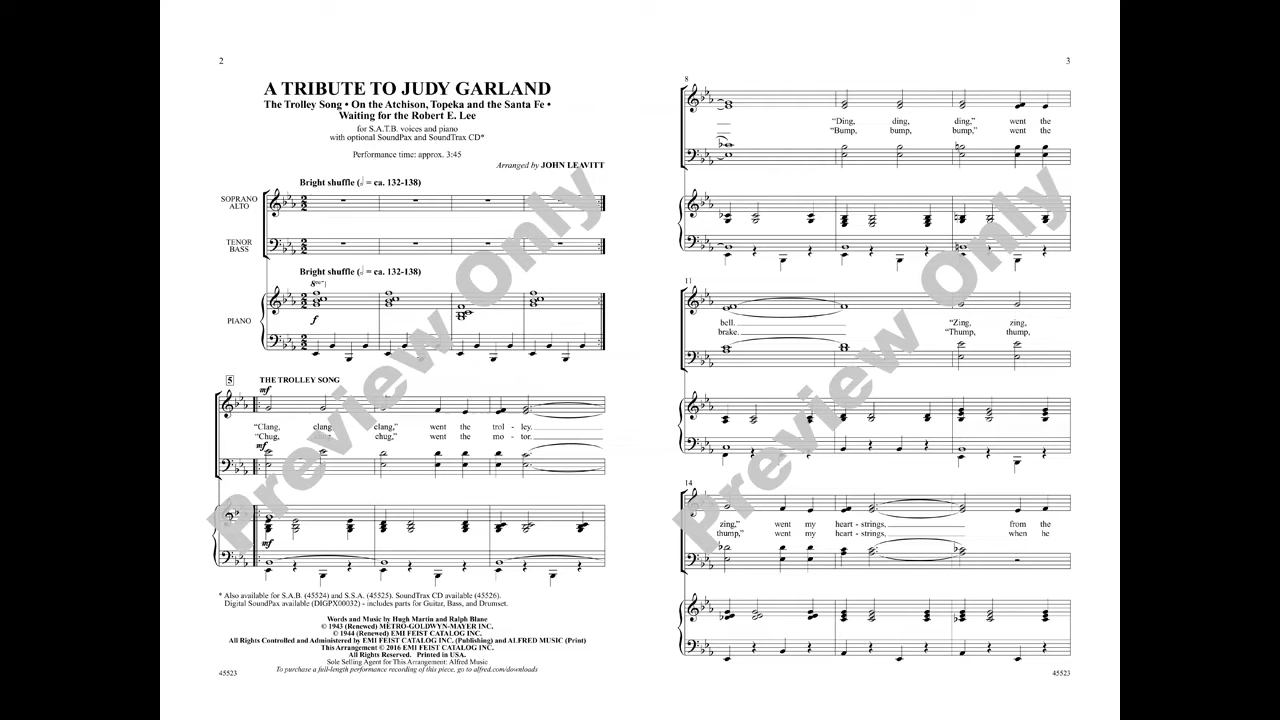 2
A TRIBUTE TO JUDY GARLAND
The Trolley Song • On the Atchison, Topeka and the Santa Fe •
Waiting for the Robert E. Lee
for S.A.T.B. voices and piano
with optional SoundPax and SoundTrax CD*
Performance time: approx. 3:45
Arranged by JOHN LEAVITT
Bright shuffle (𝅗𝅥 = ca. 132-138)
SOPRANO
ALTO
TENOR
BASS
Bright shuffle (𝅗𝅥 = ca. 132-138)
8va
PIANO
f
5
THE TROLLEY SONG
mf
“Clang, clang, clang,” went the trol - ley.
“Chug, chug, chug,” went the mo - tor.
mf
mf
* Also available for S.A.B. (45524) and S.S.A. (45525). SoundTrax CD available (45526).
Digital SoundPax available (DIGPX00032) - includes parts for Guitar, Bass, and Drumset.
Words and Music by Hugh Martin and Ralph Blane
© 1943 (Renewed) METRO-GOLDWYN-MAYER INC.
© 1944 (Renewed) EMI FEIST CATALOG INC.
All Rights Controlled and Administered by EMI FEIST CATALOG INC. (Publishing) and ALFRED MUSIC (Print)
This Arrangement © 2016 EMI FEIST CATALOG INC.
All Rights Reserved. Printed in USA.
Sole Selling Agent for This Arrangement: Alfred Music
To purchase a full-length performance recording of this piece, go to alfred.com/downloads
45523
Preview Only
3
8
“Ding, ding, ding,” went the
“Bump, bump, bump,” went the
11
bell. “Zing, zing,
brake. “Thump, thump,
14
zing,” went my heart - strings, from the
thump,” went my heart - strings, when he
45523
Preview Only